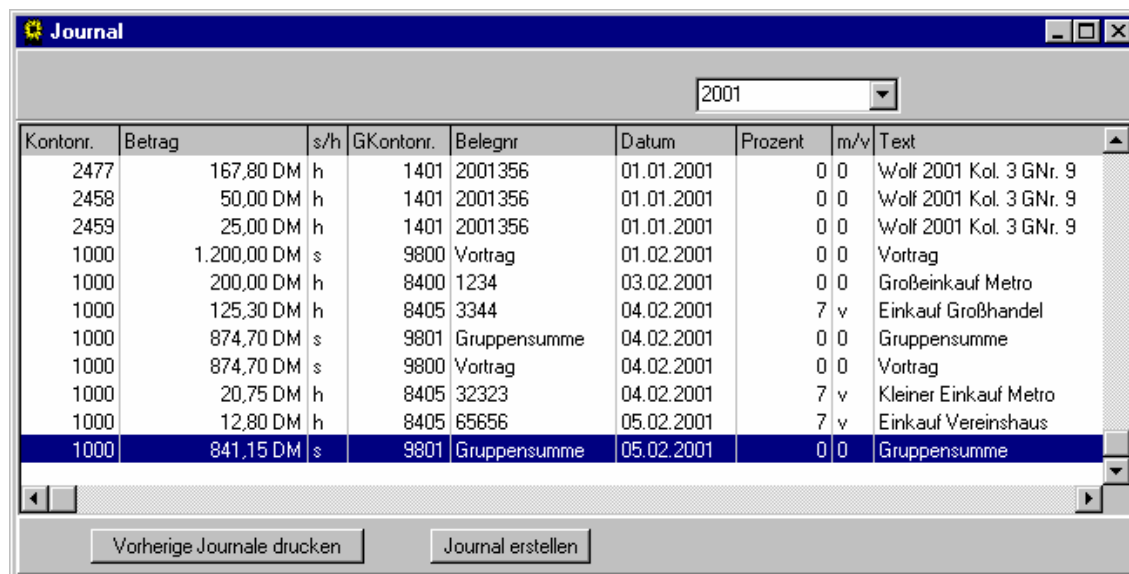 Journal
2001
Kontonr. Betrag s/h GKontonr. Belegnr Datum Prozent m/v Text
2477 167,80 DM h 1401 2001356 01.01.2001 0 0 Wolf 2001 Kol. 3 GNr. 9
2458 50,00 DM h 1401 2001356 01.01.2001 0 0 Wolf 2001 Kol. 3 GNr. 9
2459 25,00 DM h 1401 2001356 01.01.2001 0 0 Wolf 2001 Kol. 3 GNr. 9
1000 1.200,00 DM s 9800 Vortrag 01.02.2001 0 0 Vortrag
1000 200,00 DM h 8400 1234 03.02.2001 0 0 Großeinkauf Metro
1000 125,30 DM h 8405 3344 04.02.2001 7 v Einkauf Großhandel
1000 874,70 DM s 9801 Gruppensumme 04.02.2001 0 0 Gruppensumme
1000 874,70 DM s 9800 Vortrag 04.02.2001 0 0 Vortrag
1000 20,75 DM h 8405 32323 04.02.2001 7 v Kleiner Einkauf Metro
1000 12,80 DM h 8405 65656 05.02.2001 7 v Einkauf Vereinshaus
1000 841,15 DM s 9801 Gruppensumme 05.02.2001 0 0 Gruppensumme
Vorherige Journale drucken Journal erstellen